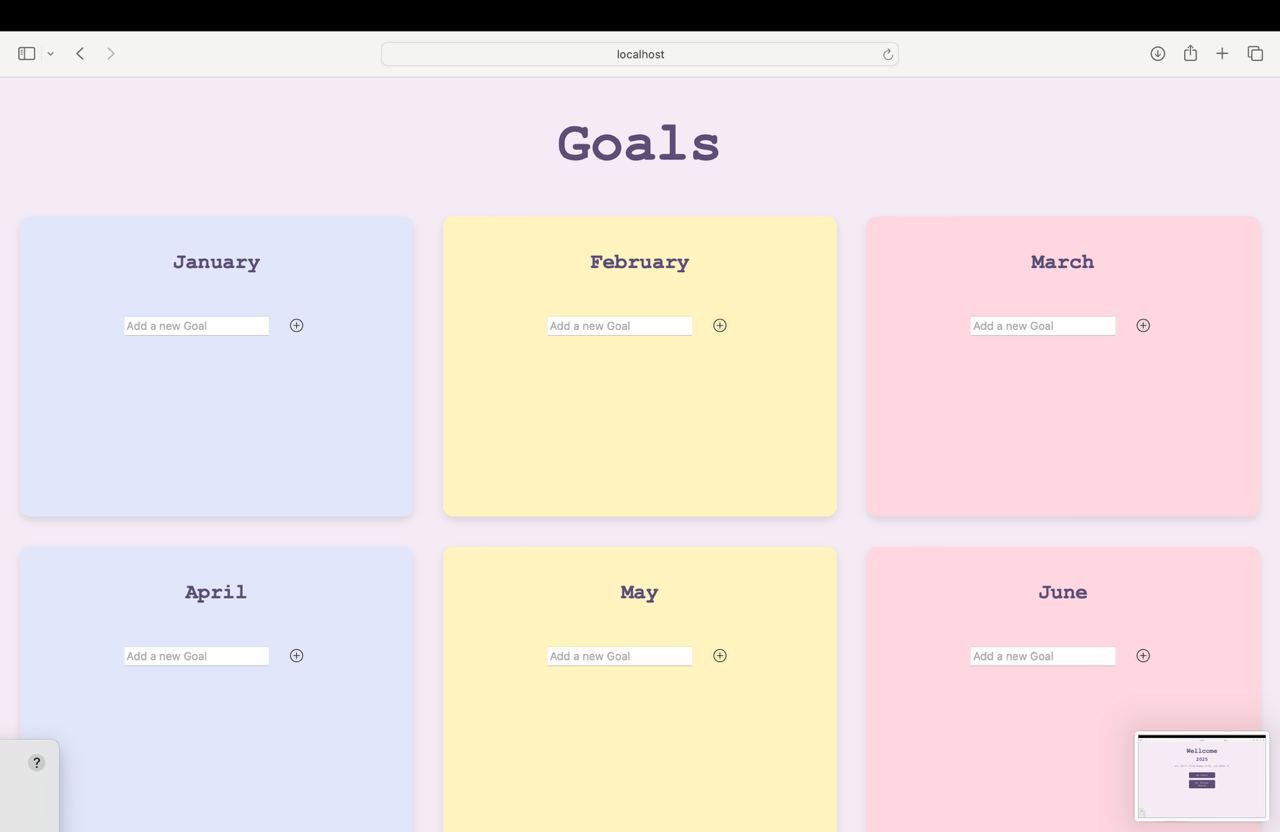 localhost
Goals
January
February
March
Add a new Goal
Add a new Goal
Add a new Goal
April
May
June
Add a new Goal
Add a new Goal
Add a new Goal
?
Wellcome
2025